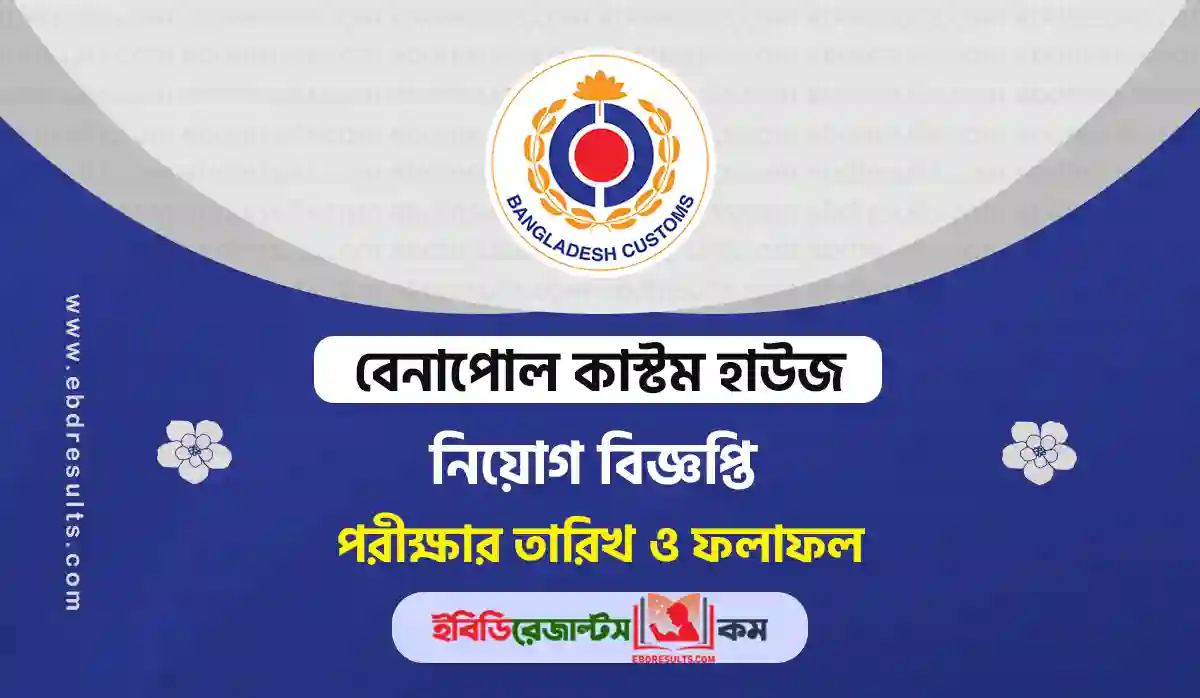 BANGLADESH CUSTOMS
www.ebdresults.com
বেনাপোল কাস্টম হাউজ
নিয়োগ বিজ্ঞপ্তি
পরীক্ষার তারিখ ও ফলাফল
ইবিডিরেজাল্টস কম
EBDRESULTS.COM